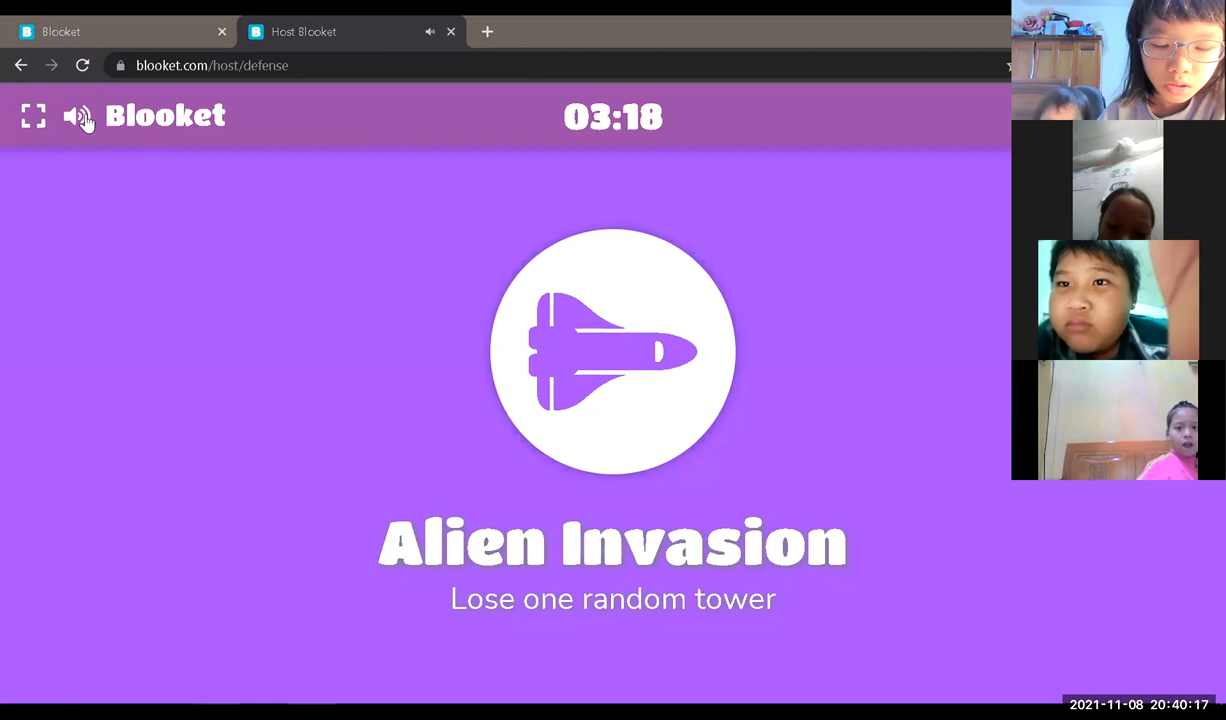 Blooket
Host Blooket
blooket.com/host/defense
Blooket
03:18
Alien Invasion
Lose one random tower
2021-11-08 20:40:17